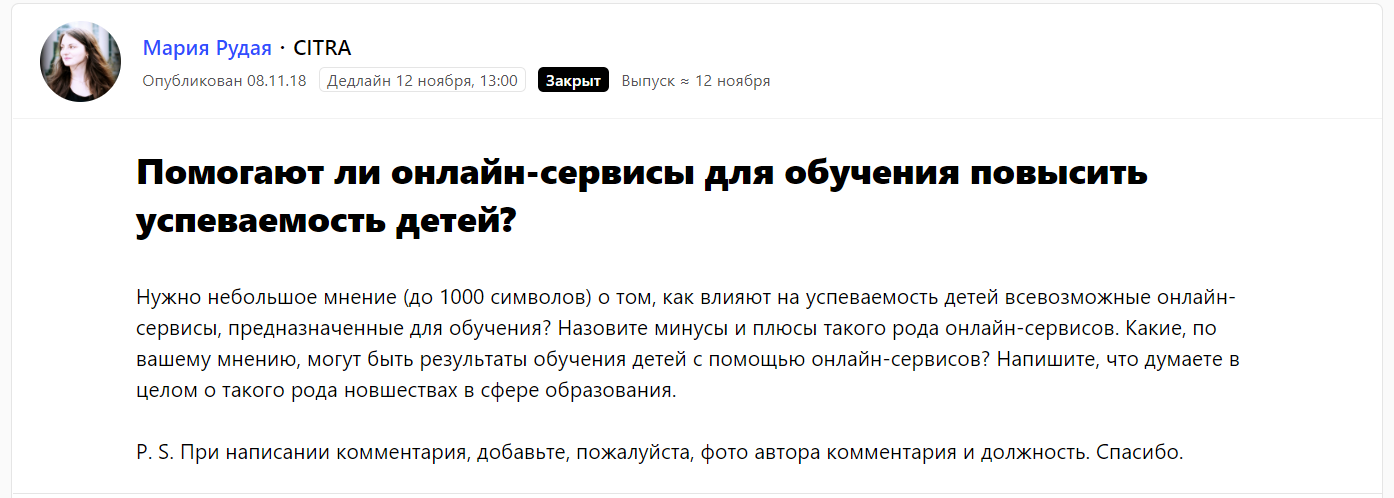 Мария Рудая · CITRA
Опубликован 08.11.18 Дедлайн 12 ноября, 13:00 Закрыт Выпуск ≈ 12 ноября
Помогают ли онлайн-сервисы для обучения повысить
успеваемость детей?
Нужно небольшое мнение (до 1000 символов) о том, как влияют на успеваемость детей всевозможные онлайн-
сервисы, предназначенные для обучения? Назовите минусы и плюсы такого рода онлайн-сервисов. Какие, по
вашему мнению, могут быть результаты обучения детей с помощью онлайн-сервисов? Напишите, что думаете в
целом о такого рода новшествах в сфере образования.
P. S. При написании комментария, добавьте, пожалуйста, фото автора комментария и должность. Спасибо.